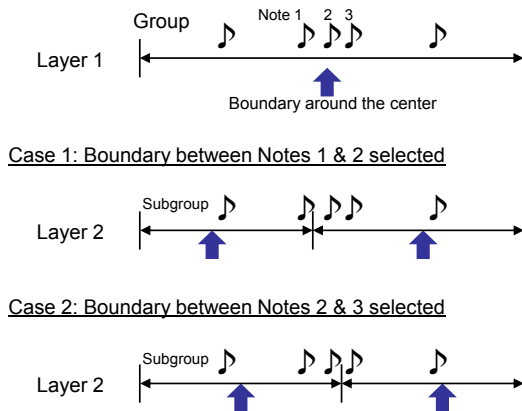 Group Note 1 2 3
Layer 1
Boundary around the center
Case 1: Boundary between Notes 1 & 2 selected
Subgroup
Layer 2
Case 2: Boundary between Notes 2 & 3 selected
Subgroup
Layer 2